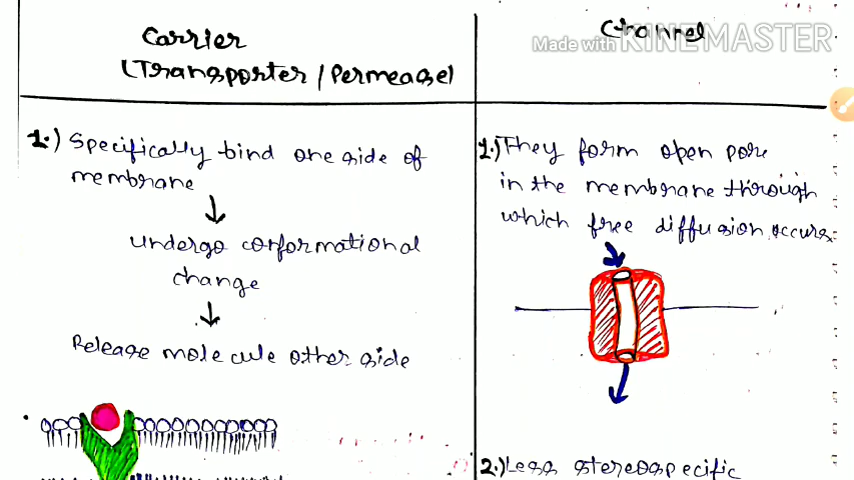 Carrier
(Transporter / Permease)
1.) Specifically bind one side of
membrane
undergo conformational
change
Release molecule other side
Channel
Made with KINEMASTER
1.) They form open pore
in the membrane through
which free diffusion occurs
2.) Less stereospecific